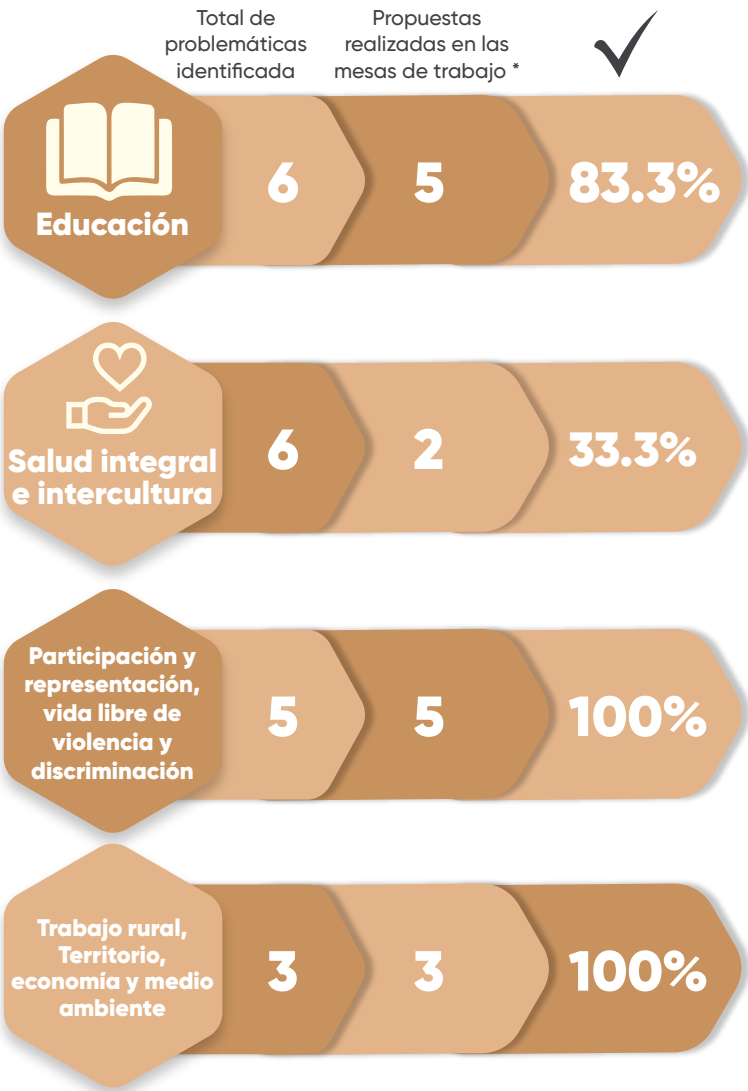 Total de
problemáticas
identificada
Propuestas
realizadas en las
mesas de trabajo *
Educación
6
5
83.3%
Salud integral
e intercultura
6
2
33.3%
Participación y
representación,
vida libre de
violencia y
discriminación
5
5
100%
Trabajo rural,
Territorio,
economía y medio
ambiente
3
3
100%